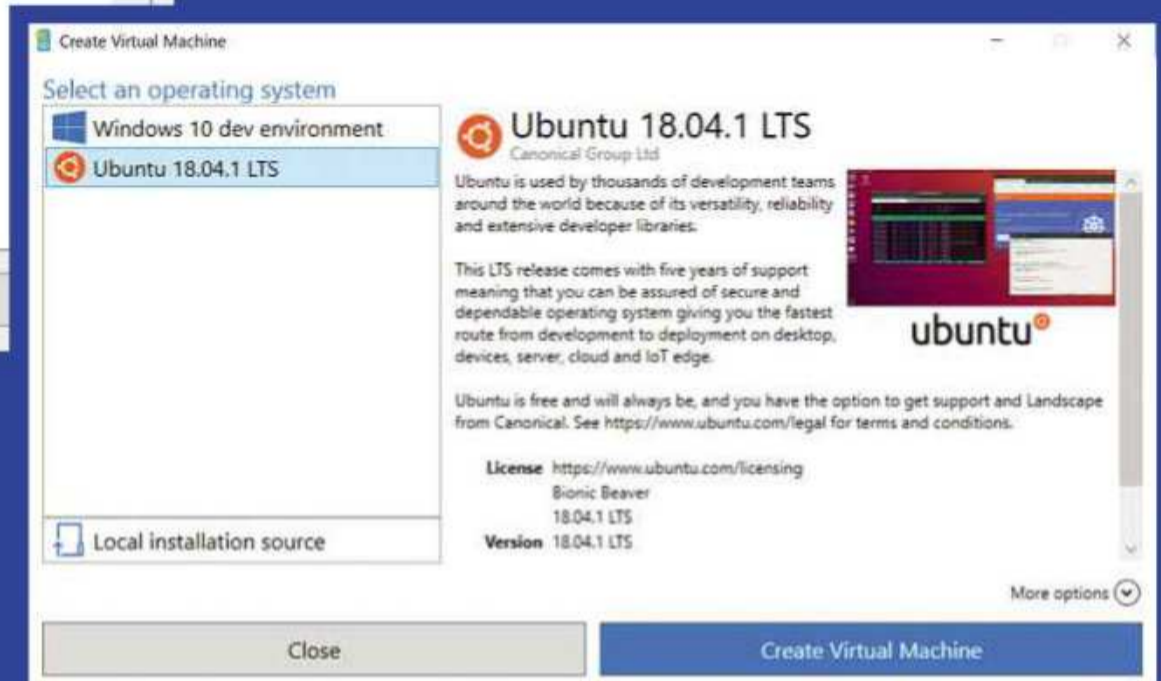 Create Virtual Machine
Select an operating system
Windows 10 dev environment
Ubuntu 18.04.1 LTS
Local installation source
Ubuntu 18.04.1 LTS
Canonical Group Ltd
Ubuntu is used by thousands of development teams
around the world because of its versatility, reliability
and extensive developer libraries.
This LTS release comes with five years of support
meaning that you can be assured of secure and
dependable operating system giving you the fastest
route from development to deployment on desktop,
devices, server, cloud and IoT edge.
ubuntu
Ubuntu is free and will always be, and you have the option to get support and Landscape
from Canonical. See https://www.ubuntu.com/legal for terms and conditions.
License https://www.ubuntu.com/licensing
Bionic Beaver
18.04.1 LTS
Version 18.04.1 LTS
More options
Close
Create Virtual Machine